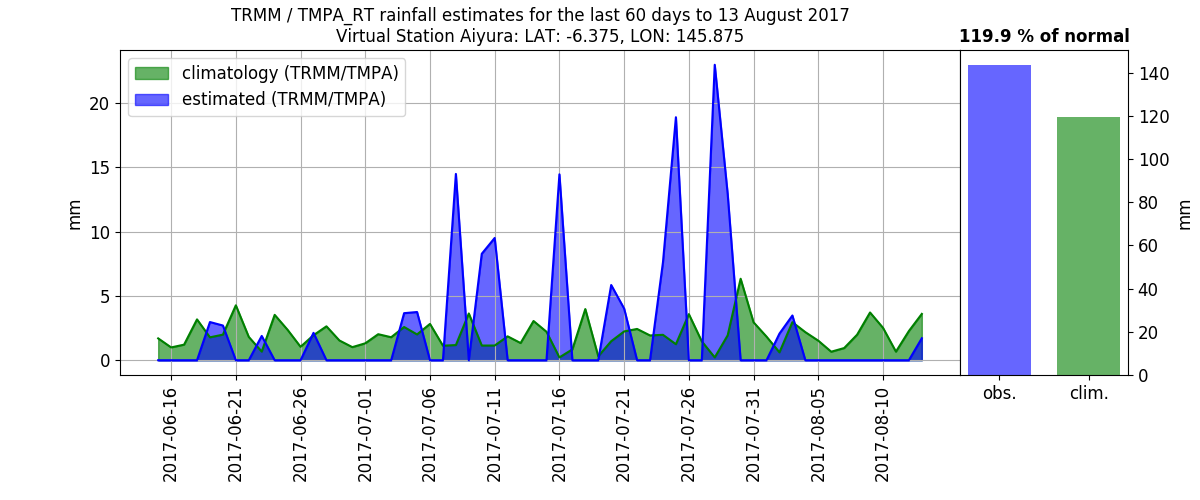 TRMM / TMPA_RT rainfall estimates for the last 60 days to 13 August 2017
Virtual Station Aiyura: LAT: -6.375, LON: 145.875
119.9 % of normal
climatology (TRMM/TMPA)
estimated (TRMM/TMPA)
mm
20
15
10
5
0
2017-06-16
2017-06-21
2017-06-26
2017-07-01
2017-07-06
2017-07-11
2017-07-16
2017-07-21
2017-07-26
2017-07-31
2017-08-05
2017-08-10
140
120
100
80
60
40
20
0
mm
obs.
clim.